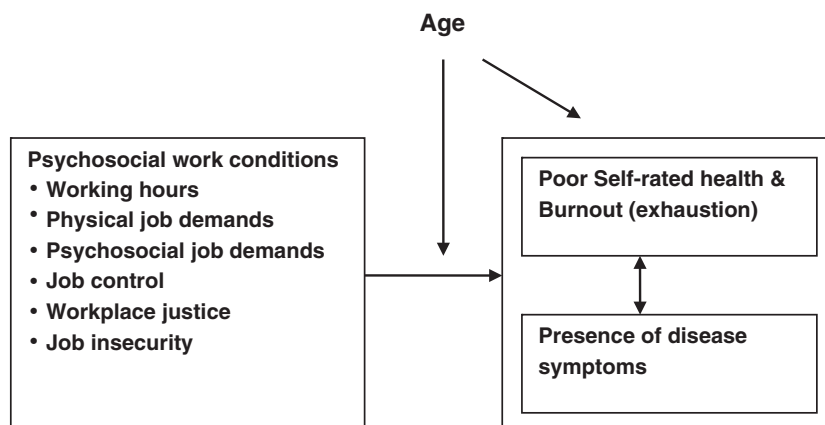 Age
Psychosocial work conditions
• Working hours
• Physical job demands
• Psychosocial job demands
• Job control
• Workplace justice
• Job insecurity
Poor Self-rated health &
Burnout (exhaustion)
Presence of disease
symptoms